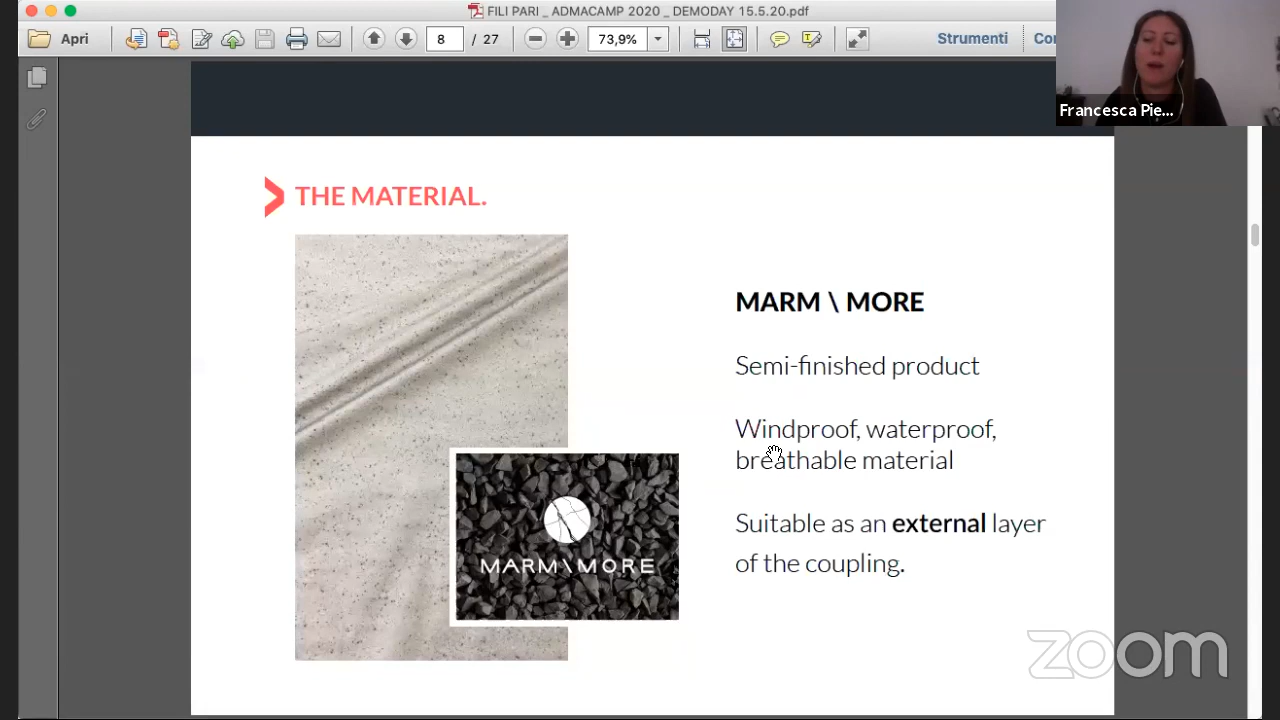 FILI PARI _ ADMACAMP 2020 _ DEMODAY 15.5.20.pdf
Apri
8
/ 27
73,9%
Strumenti
Francesca Pie...
THE MATERIAL.
MARM \ MORE
Semi-finished product
Windproof, waterproof,
breathable material
Suitable as an external layer
of the coupling.
MARM\MORE
zoom